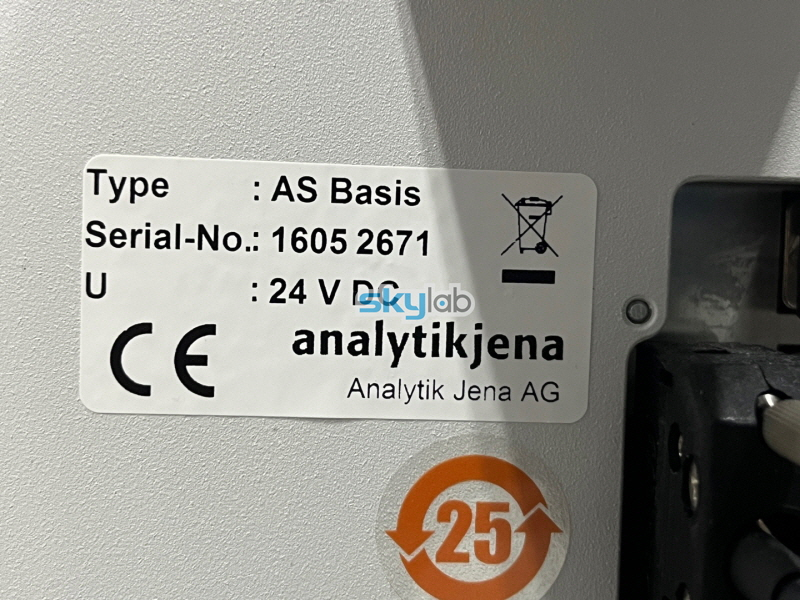 Type : AS Basis
Serial-No.: 1605 2671
U : 24 V DC
skylab
CE
analytikjena
Analytik Jena AG
25